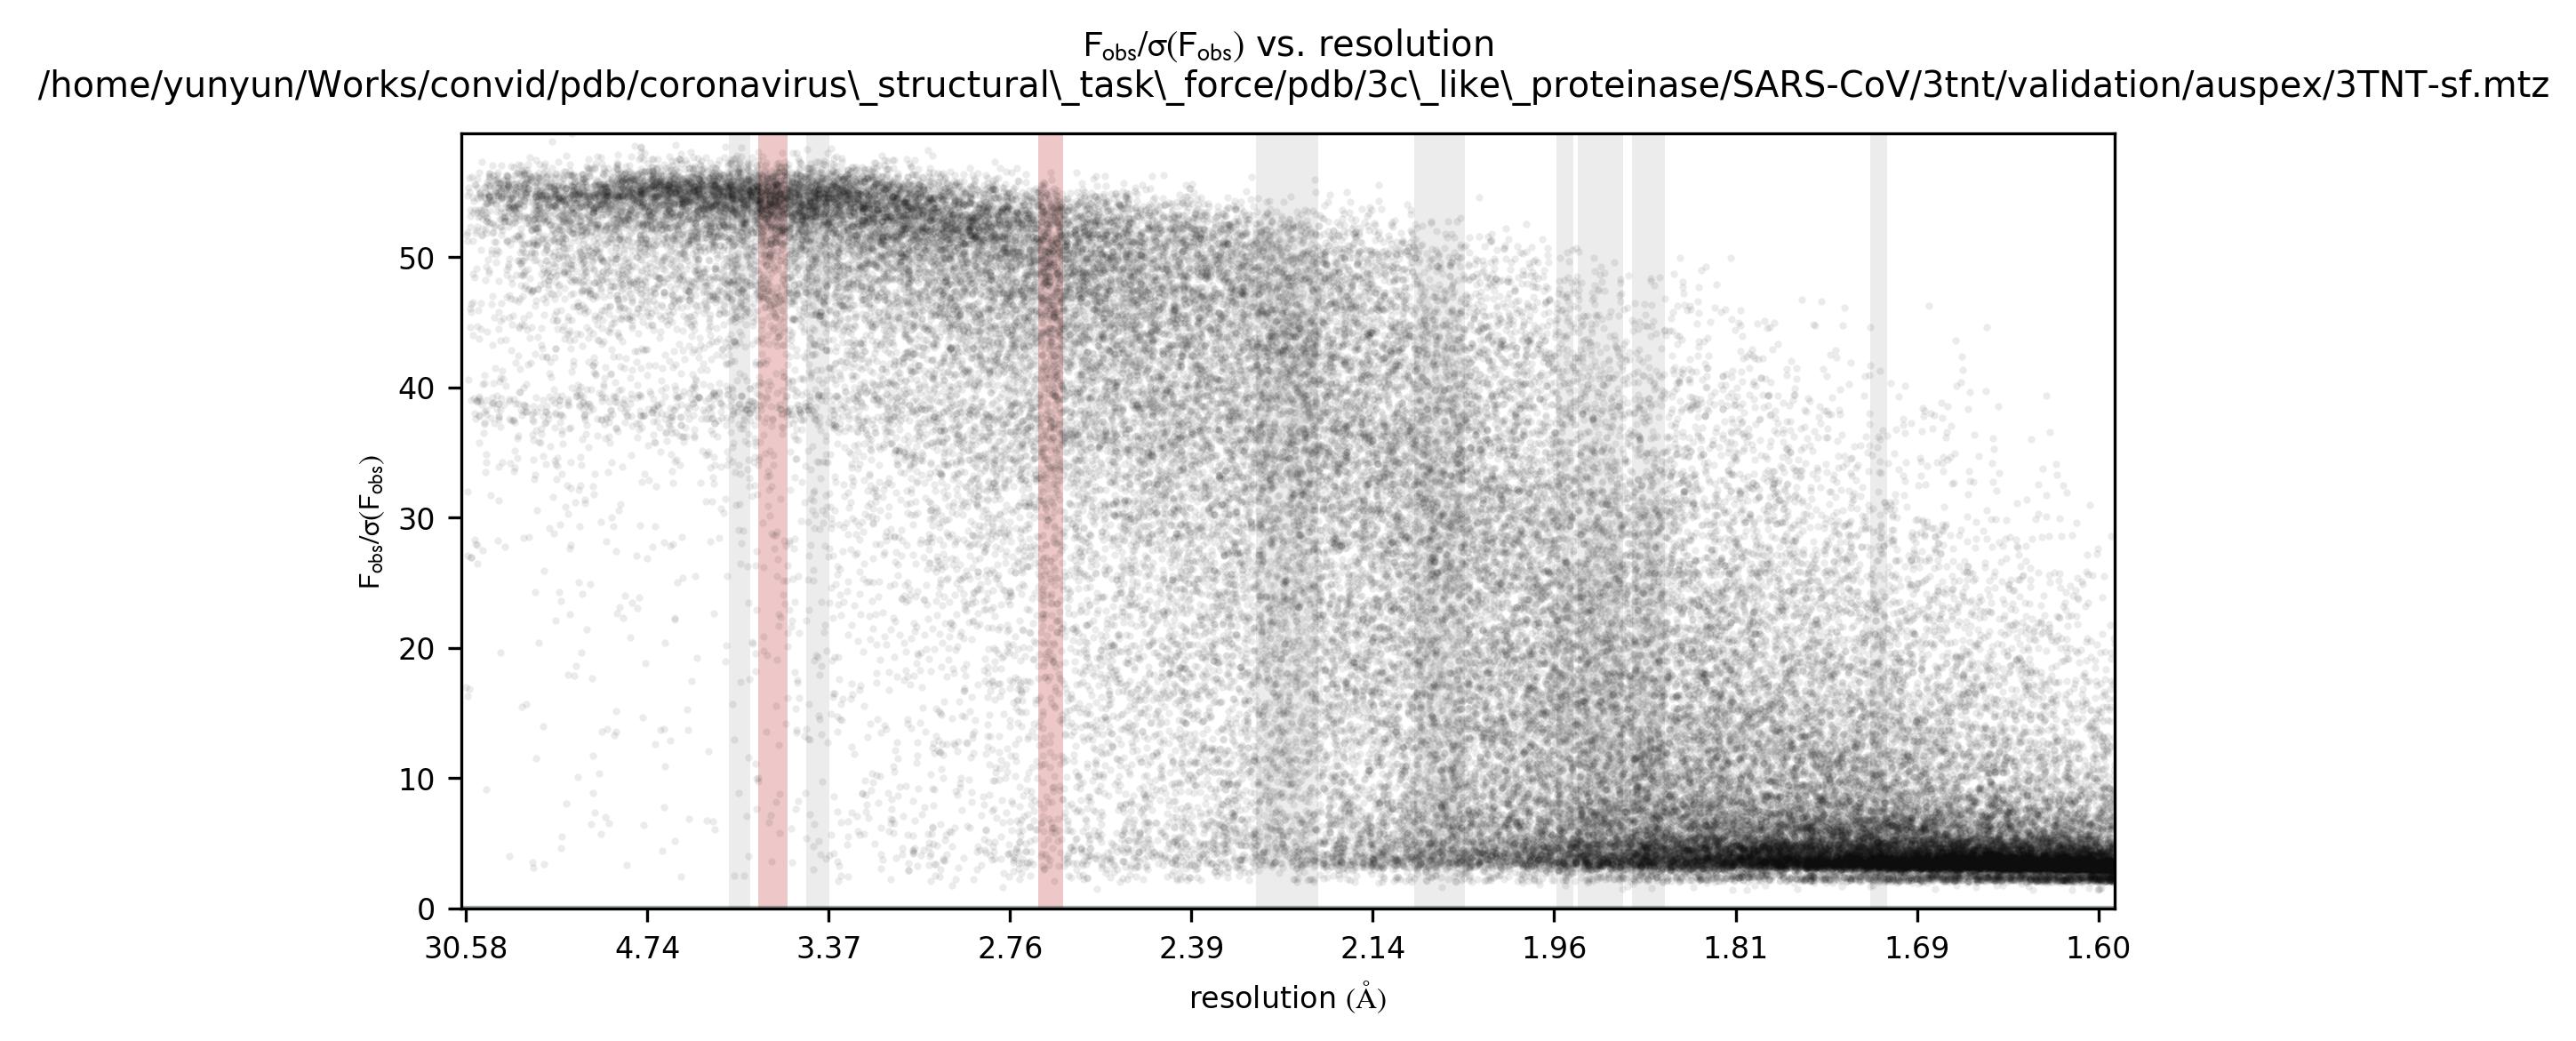 Fobs/σ(Fobs) vs. resolution
/home/yunyun/Works/convid/pdb/coronavirus\_structural\_task\_force/pdb/3c\_like\_proteinase/SARS-CoV/3tnt/validation/auspex/3TNT-sf.mtz
Fobs/σ(Fobs)
50
40
30
20
10
0
30.58 4.74 3.37 2.76 2.39 2.14 1.96 1.81 1.69 1.60
resolution (Å)